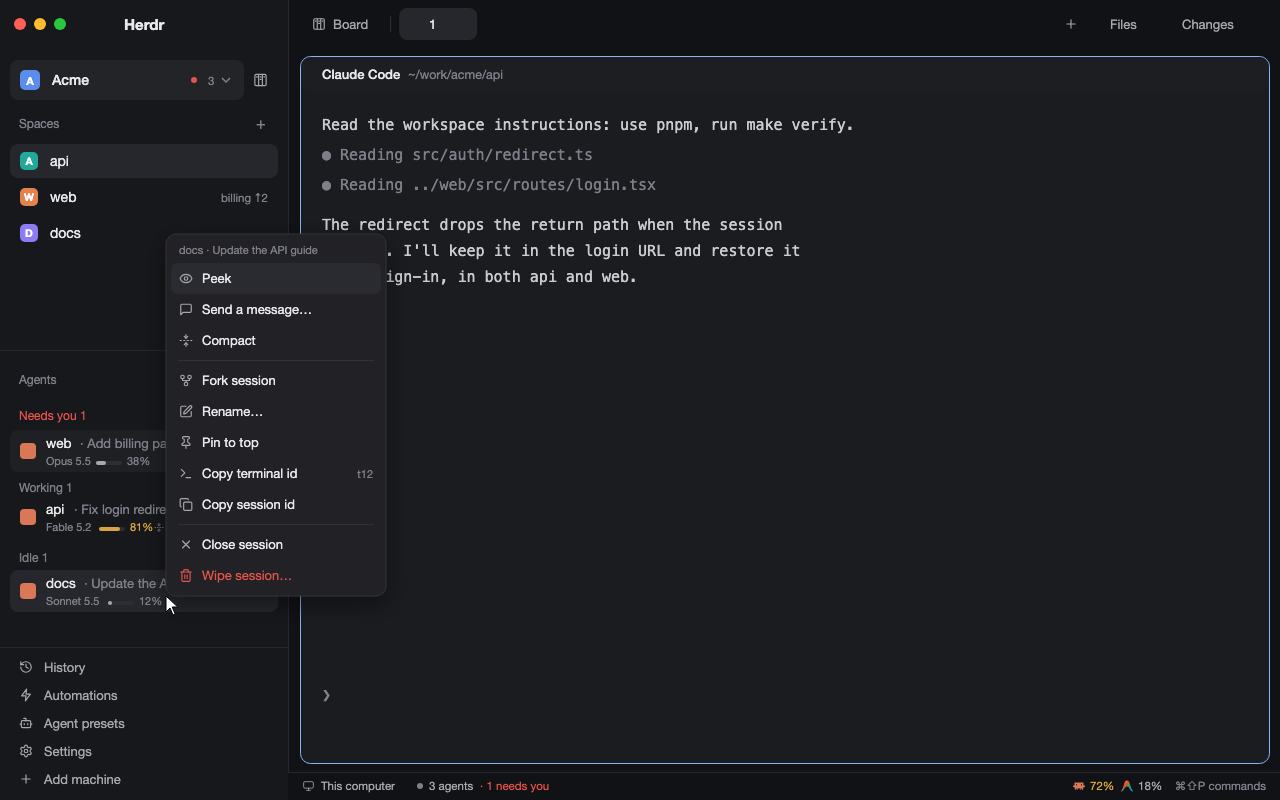 Herdr
Board
1
Files
Changes
A Acme 3
Spaces
A api
W web billing ↑2
D docs
Claude Code ~/work/acme/api
Read the workspace instructions: use pnpm, run make verify.
Reading src/auth/redirect.ts
Reading ../web/src/routes/login.tsx
The redirect drops the return path when the session
. I'll keep it in the login URL and restore it
ign-in, in both api and web.
❯
docs · Update the API guide
Peek
Send a message…
Compact
Fork session
Rename…
Pin to top
Copy terminal id t12
Copy session id
Close session
Wipe session…
Agents
Needs you 1
web · Add billing pa
Opus 5.5 38%
Working 1
api · Fix login redire
Fable 5.2 81%
Idle 1
docs · Update the A
Sonnet 5.5 12%
History
Automations
Agent presets
Settings
Add machine
This computer
3 agents · 1 needs you
72% 18% ⌘⇧P commands